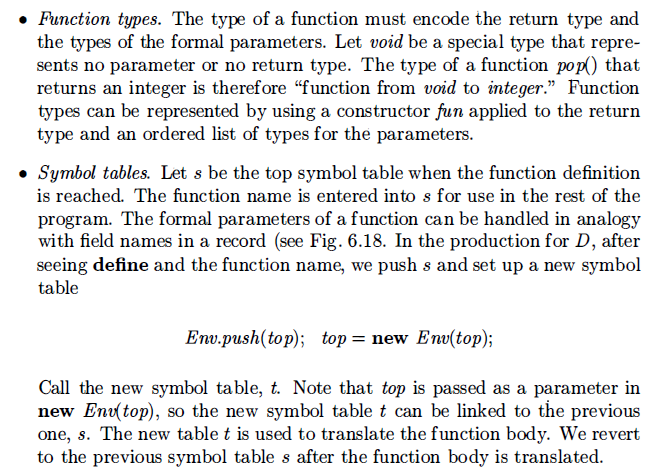 • Function types. The type of a function must encode the return type and
the types of the formal parameters. Let void be a special type that repre-
sents no parameter or no return type. The type of a function pop() that
returns an integer is therefore “function from void to integer.” Function
types can be represented by using a constructor fun applied to the return
type and an ordered list of types for the parameters.
• Symbol tables. Let s be the top symbol table when the function definition
is reached. The function name is entered into s for use in the rest of the
program. The formal parameters of a function can be handled in analogy
with field names in a record (see Fig. 6.18. In the production for D, after
seeing define and the function name, we push s and set up a new symbol
table
Env.push(top); top = new Env(top);
Call the new symbol table, t. Note that top is passed as a parameter in
new Env(top), so the new symbol table t can be linked to the previous
one, s. The new table t is used to translate the function body. We revert
to the previous symbol table s after the function body is translated.